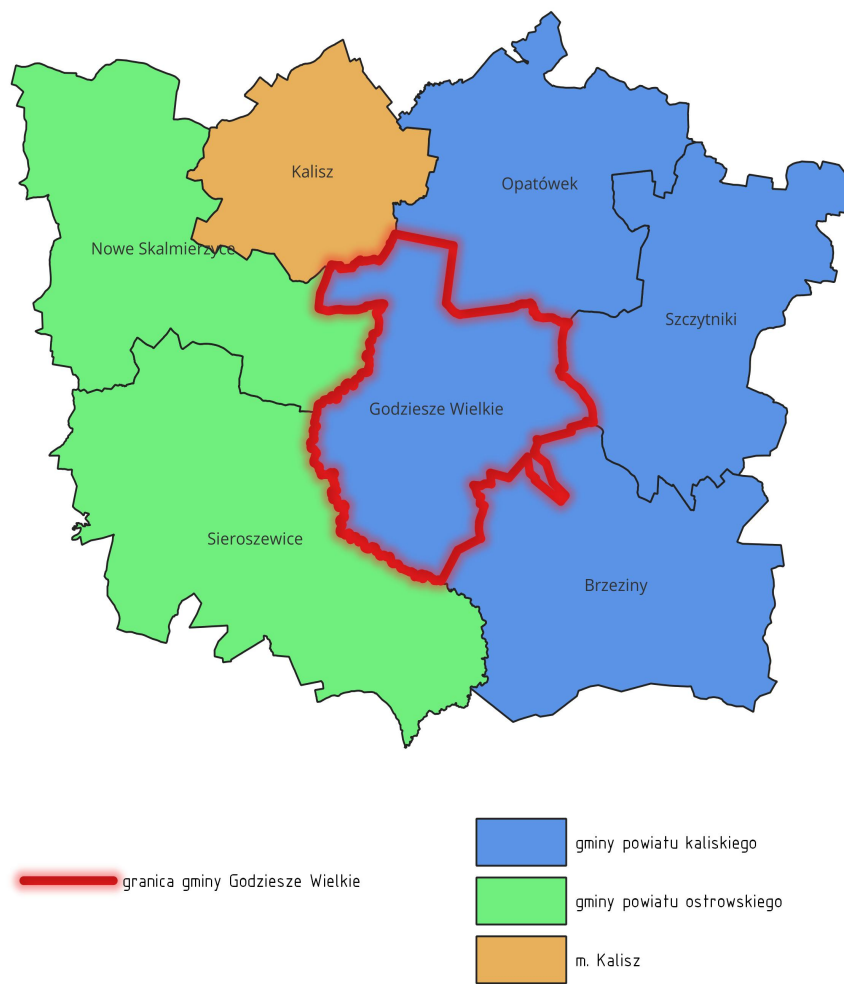 Kalisz
Opatówek
Nowe Skalmierzyce
Szczytniki
Godziesze Wielkie
Sieroszewice
Brzeziny
gminy powiatu kaliskiego
granica gminy Godziesze Wielkie
gminy powiatu ostrowskiego
m. Kalisz